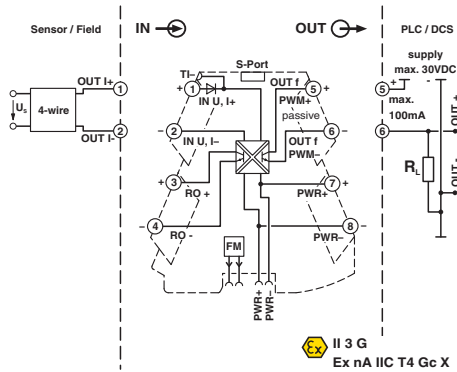 Sensor / Field
IN
OUT
PLC / DCS
supply
max. 30VDC
OUT I+
1
Us
4-wire
OUT I-
2
TI–
S-Port
+
1
IN U, I+
OUT f
PWM+
5
+
passive
–
2
IN U, I–
6
–
OUT f
PWM–
+
3
RO +
7
+
PWR+
–
4
RO -
8
–
PWR–
FM
PWR+
PWR–
5
+
-
max.
100mA
6
OUT+
RL
OUT -
Ex
II 3 G
Ex nA IIC T4 Gc X